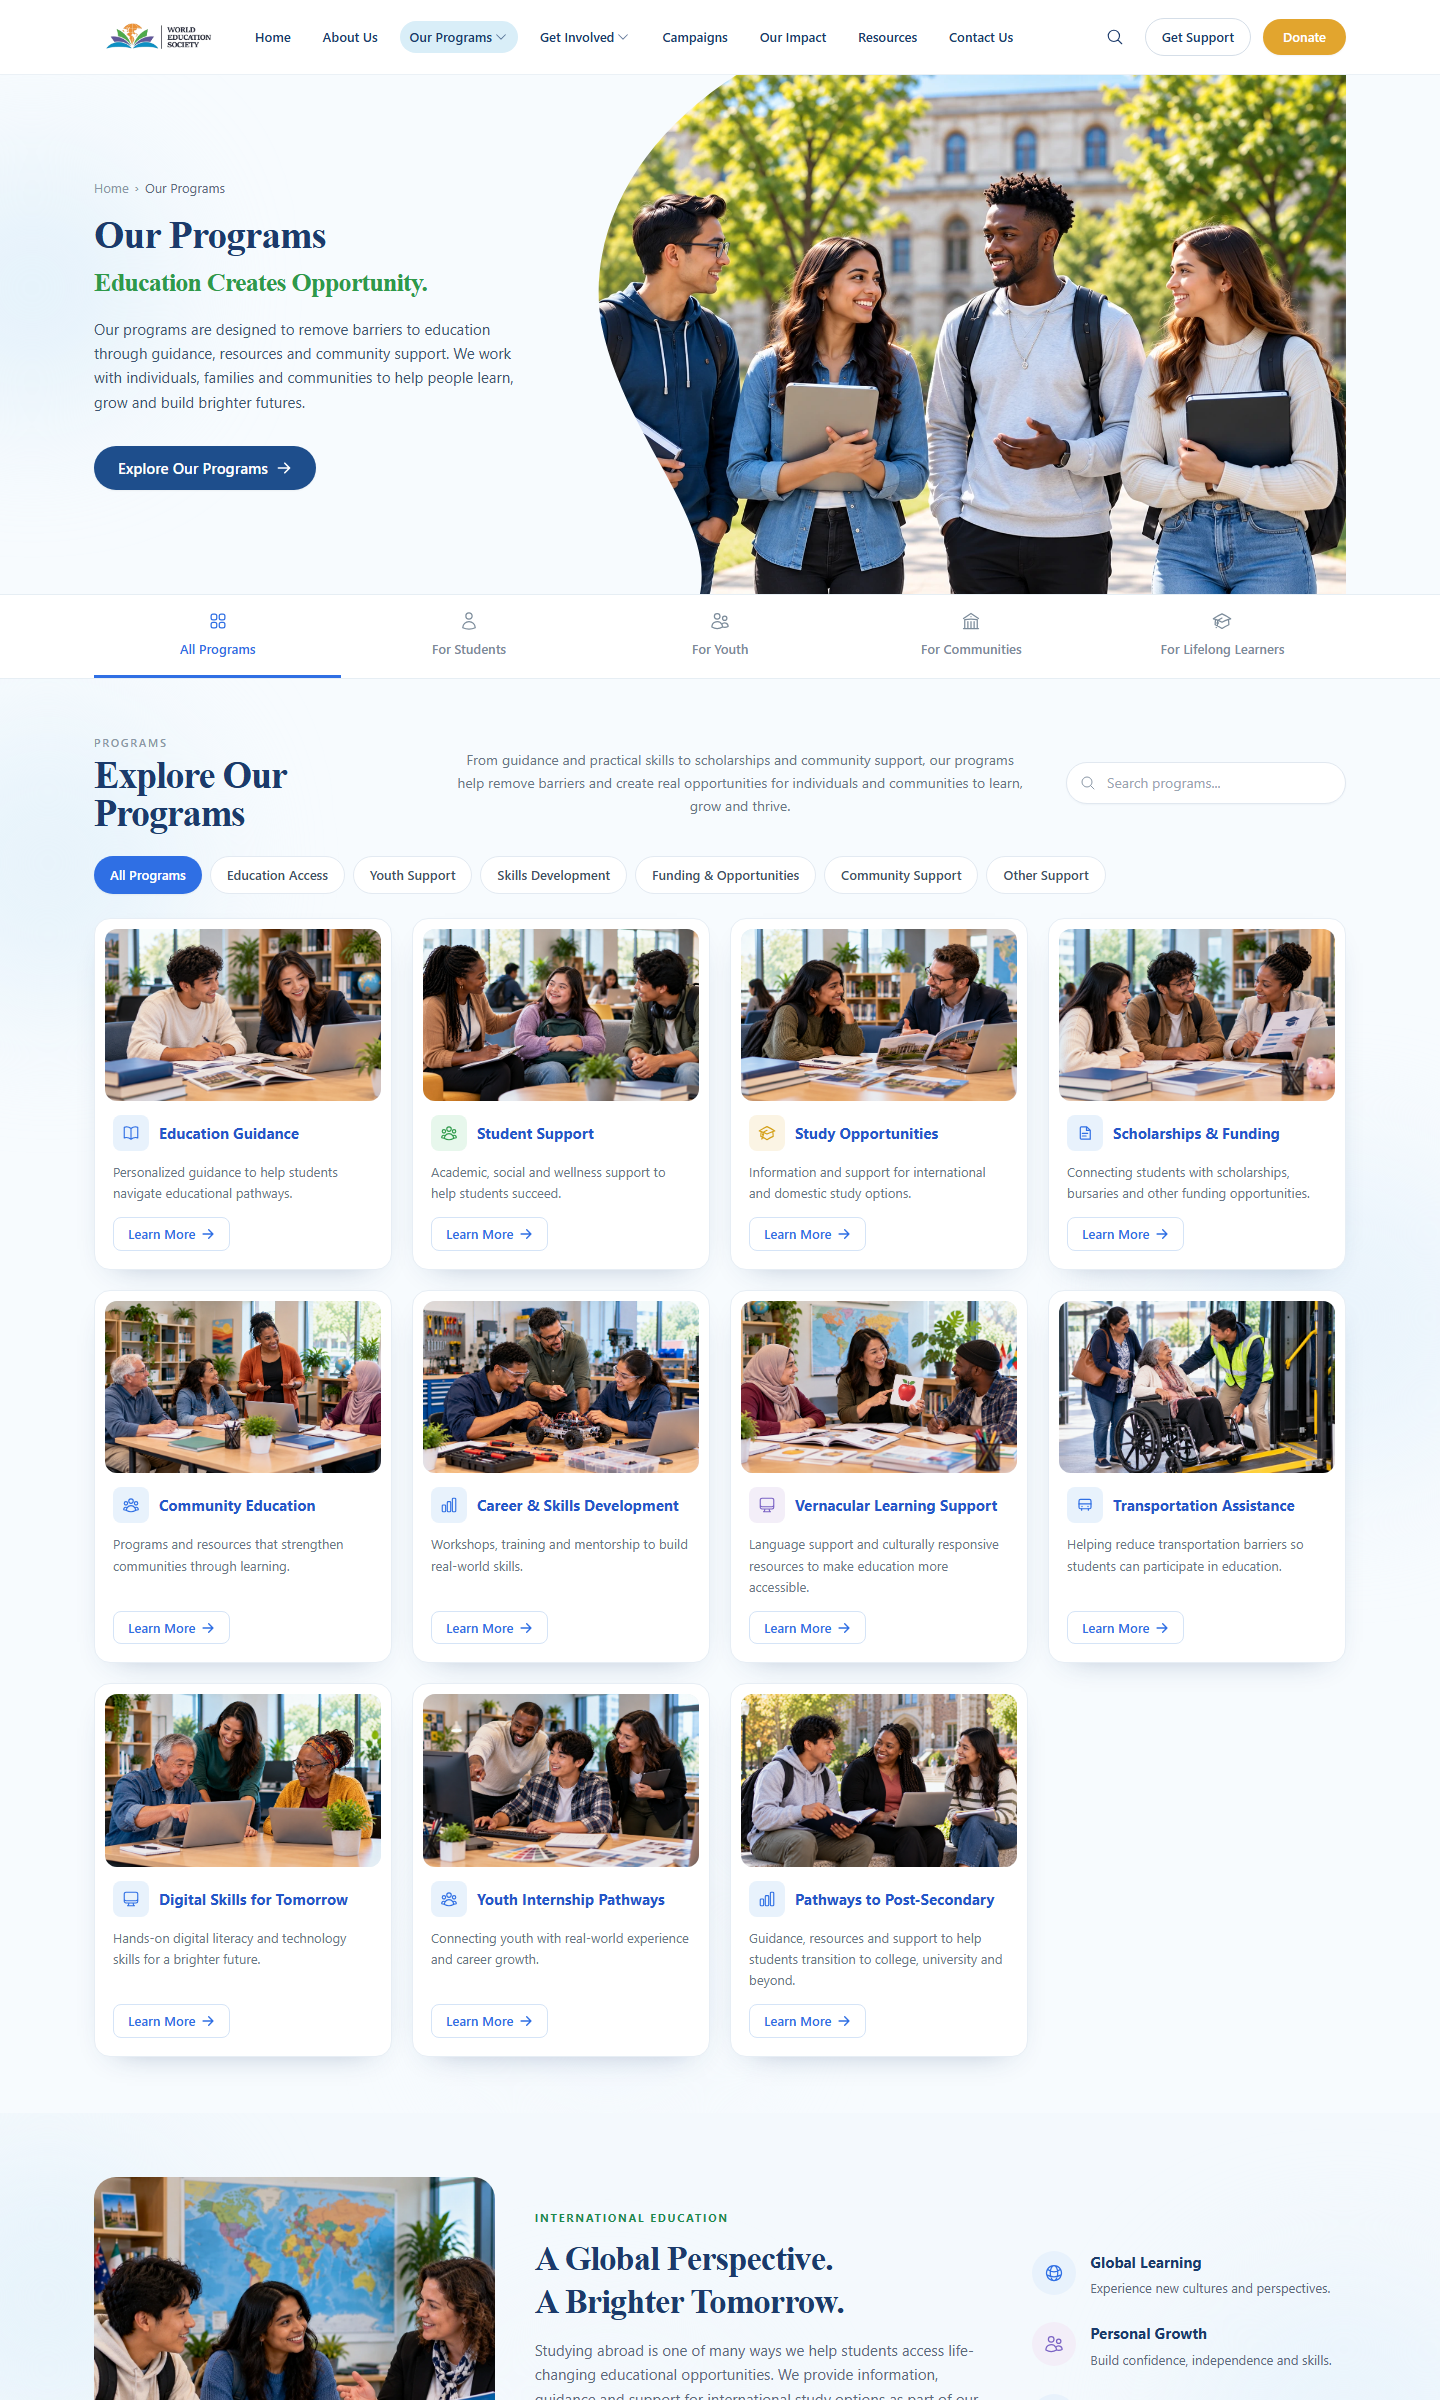 WORLD
EDUCATION
SOCIETY
Home
About Us
Our Programs
Get Involved
Campaigns
Our Impact
Resources
Contact Us
Get Support
Donate
Home › Our Programs
Our Programs
Education Creates Opportunity.
Our programs are designed to remove barriers to education
through guidance, resources and community support. We work
with individuals, families and communities to help people learn,
grow and build brighter futures.
Explore Our Programs →
All Programs
For Students
For Youth
For Communities
For Lifelong Learners
PROGRAMS
Explore Our
Programs
From guidance and practical skills to scholarships and community support, our programs
help remove barriers and create real opportunities for individuals and communities to learn,
grow and thrive.
Search programs...
All Programs
Education Access
Youth Support
Skills Development
Funding & Opportunities
Community Support
Other Support
Education Guidance
Personalized guidance to help students
navigate educational pathways.
Learn More →
Student Support
Academic, social and wellness support to
help students succeed.
Learn More →
Study Opportunities
Information and support for international
and domestic study options.
Learn More →
Scholarships & Funding
Connecting students with scholarships,
bursaries and other funding opportunities.
Learn More →
Community Education
Programs and resources that strengthen
communities through learning.
Learn More →
Career & Skills Development
Workshops, training and mentorship to build
real-world skills.
Learn More →
Vernacular Learning Support
Language support and culturally responsive
resources to make education more
accessible.
Learn More →
Transportation Assistance
Helping reduce transportation barriers so
students can participate in education.
Learn More →
Digital Skills for Tomorrow
Hands-on digital literacy and technology
skills for a brighter future.
Learn More →
Youth Internship Pathways
Connecting youth with real-world experience
and career growth.
Learn More →
Pathways to Post-Secondary
Guidance, resources and support to help
students transition to college, university and
beyond.
Learn More →
INTERNATIONAL EDUCATION
A Global Perspective.
A Brighter Tomorrow.
Studying abroad is one of many ways we help students access life-
changing educational opportunities. We provide information,
guidance and support for international study options as part of our
Global Learning
Experience new cultures and perspectives.
Personal Growth
Build confidence, independence and skills.